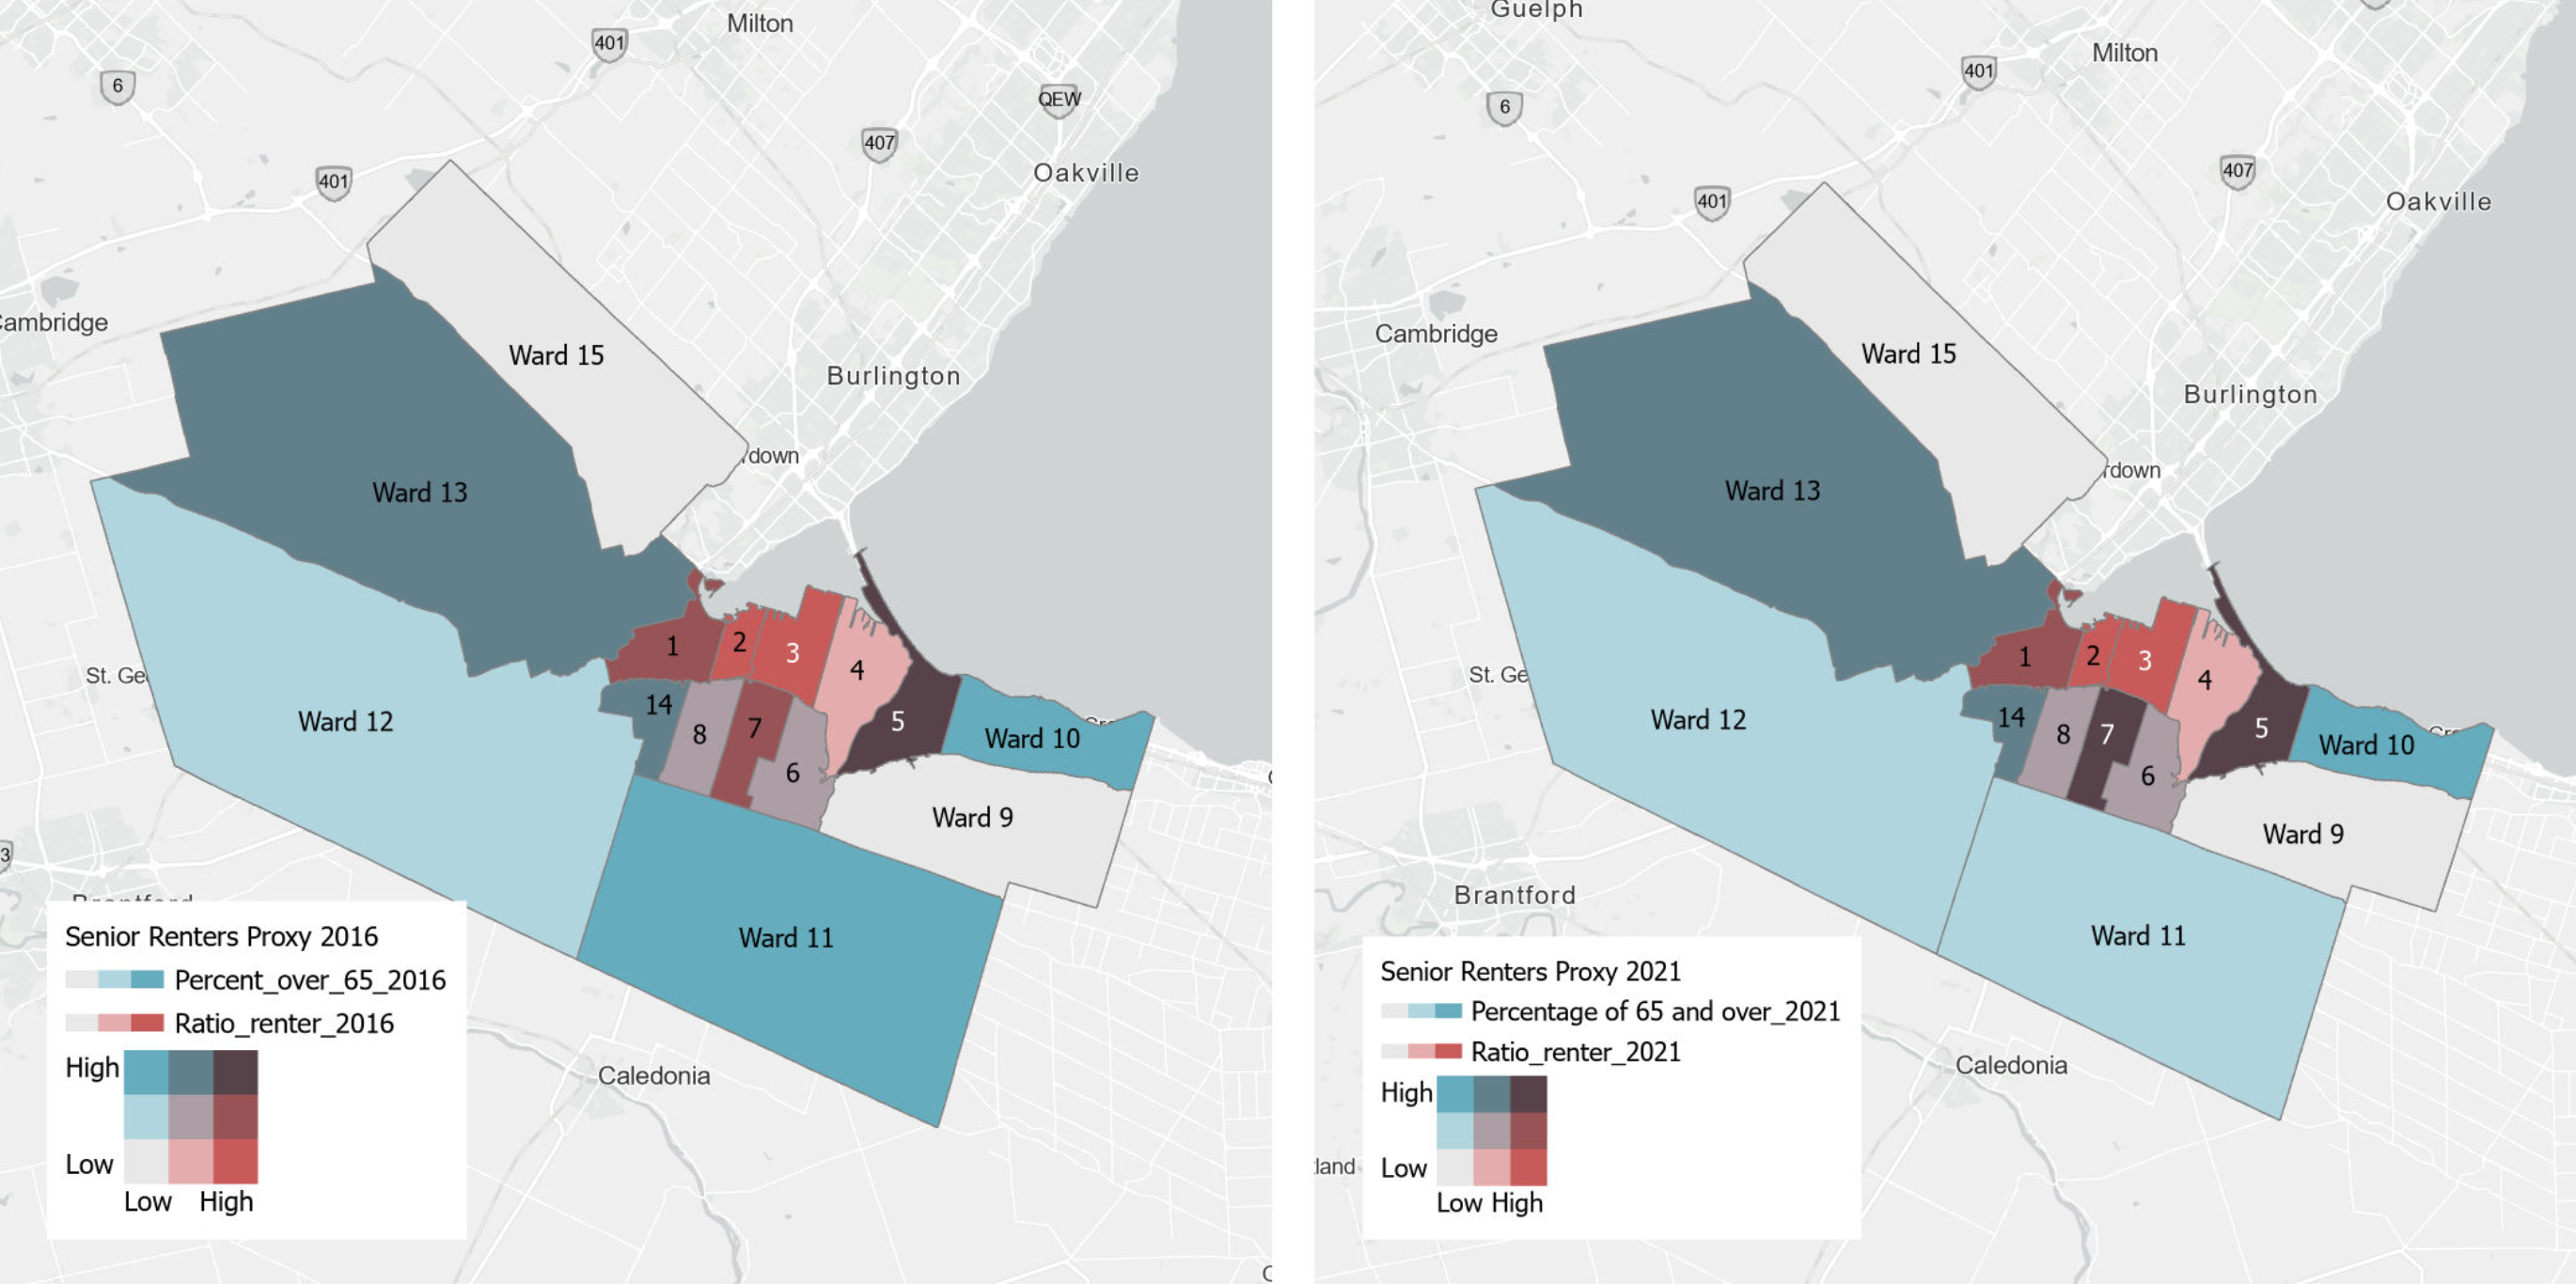 Milton
401
6
QEW
407
Oakville
401
Cambridge
Ward 15
Burlington
rdown
Ward 13
1
2
3
4
St. Ge
14
Ward 12
8
7
5
Ward 10
6
Ward 9
3
Ward 11
Senior Renters Proxy 2016
Percent_over_65_2016
Ratio_renter_2016
High
Low
Low High
Caledonia
Guelph
Milton
401
6
407
401
Oakville
Cambridge
Ward 15
Burlington
rdown
Ward 13
1
2
3
4
St. Ge
14
Ward 12
8
7
5
Ward 10
6
Ward 9
Brantford
Ward 11
Senior Renters Proxy 2021
Percentage of 65 and over_2021
Ratio_renter_2021
High
Low
Low High
Caledonia
land